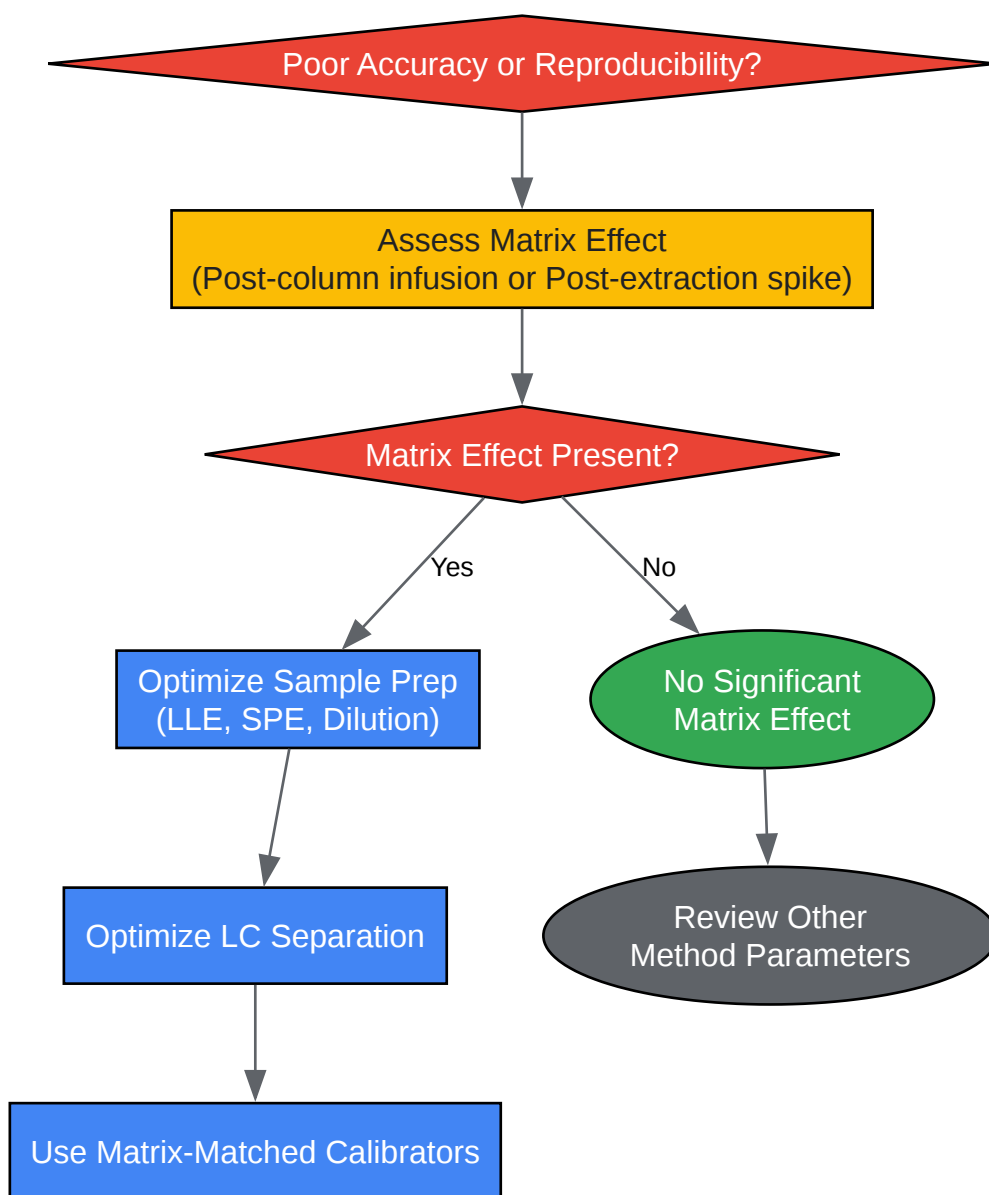 Poor Accuracy or Reproducibility?
Assess Matrix Effect
(Post-column infusion or Post-extraction spike)
Matrix Effect Present?
Yes
No
Optimize Sample Prep
(LLE, SPE, Dilution)
No Significant
Matrix Effect
Optimize LC Separation
Review Other
Method Parameters
Use Matrix-Matched Calibrators